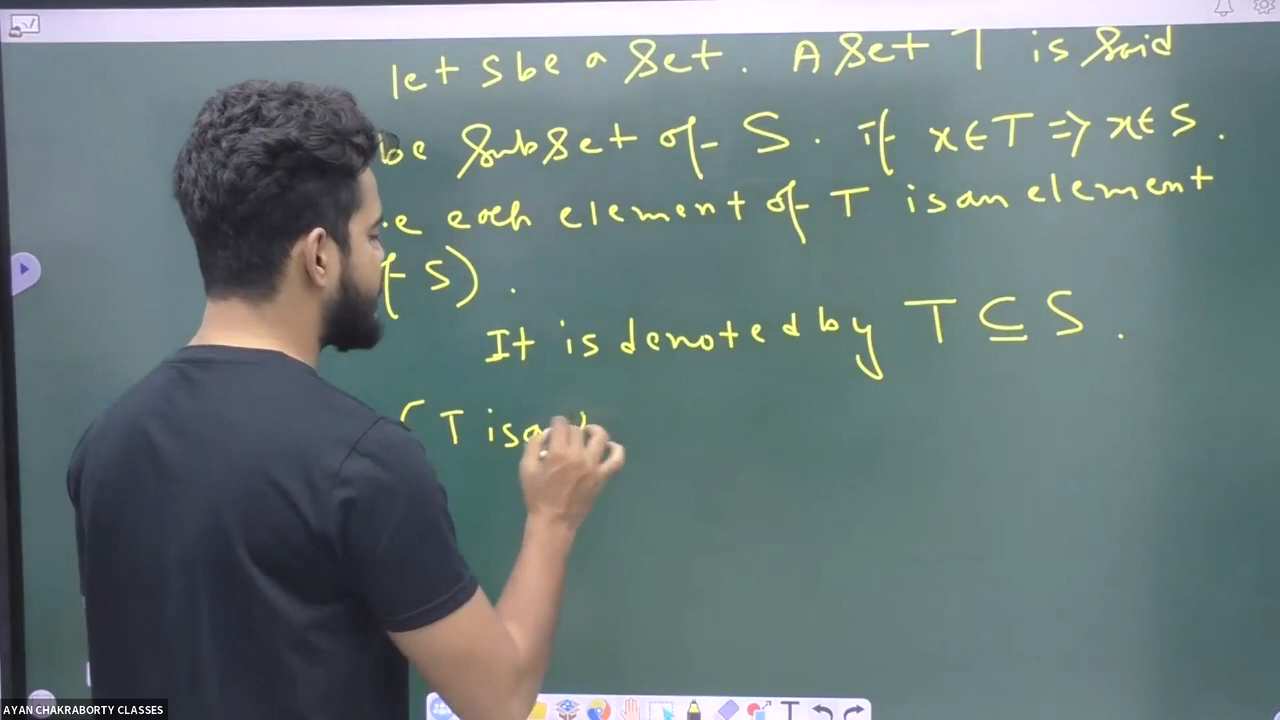 let S be a set. A set T is said
be subset of S. if x∈T ⇒ x∈ S.
.e each element of T is an element
f S).
It is denoted by T ⊆ S.
( T is a
AYAN CHAKRABORTY CLASSES